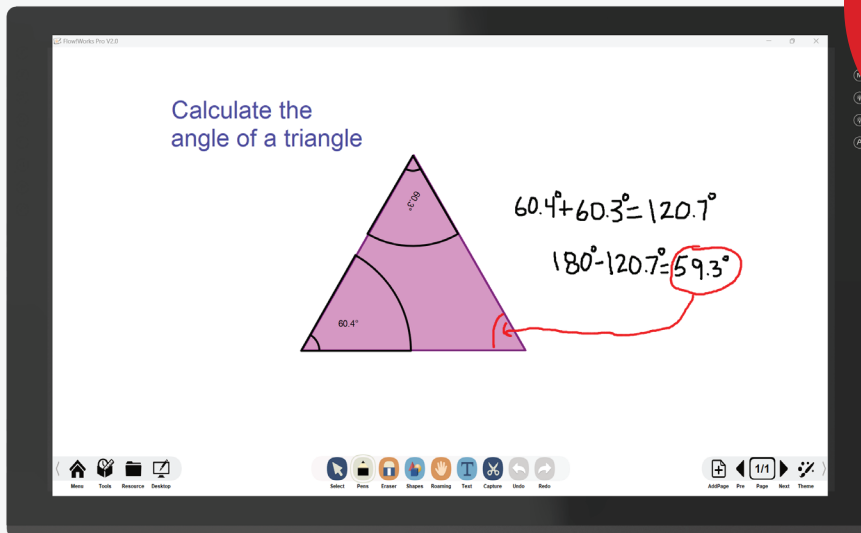 Flow!Works Pro V2.0
Calculate the
angle of a triangle
60.3°
60.4°+60.3°=120.7°
180°-120.7°=59.3°
60.4°
1/1
Menu Tools Resource Desktop Select Pens Eraser Shapes Roaming Text Capture Undo Redo AddPage Pre Page Next Theme